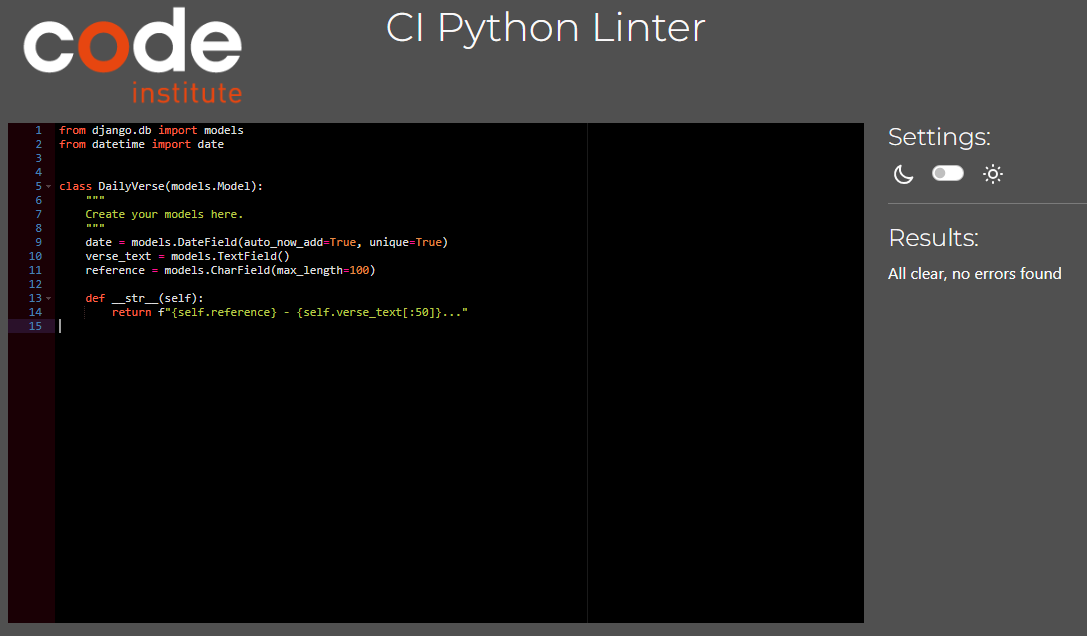 code
institute
CI Python Linter
1 from django.db import models
2 from datetime import date
3
4
5 class DailyVerse(models.Model):
6     """
7     Create your models here.
8     """
9     date = models.DateField(auto_now_add=True, unique=True)
10     verse_text = models.TextField()
11     reference = models.CharField(max_length=100)
12
13     def __str__(self):
14         return f"{self.reference} - {self.verse_text[:50]}..."
15
Settings:
Results:
All clear, no errors found